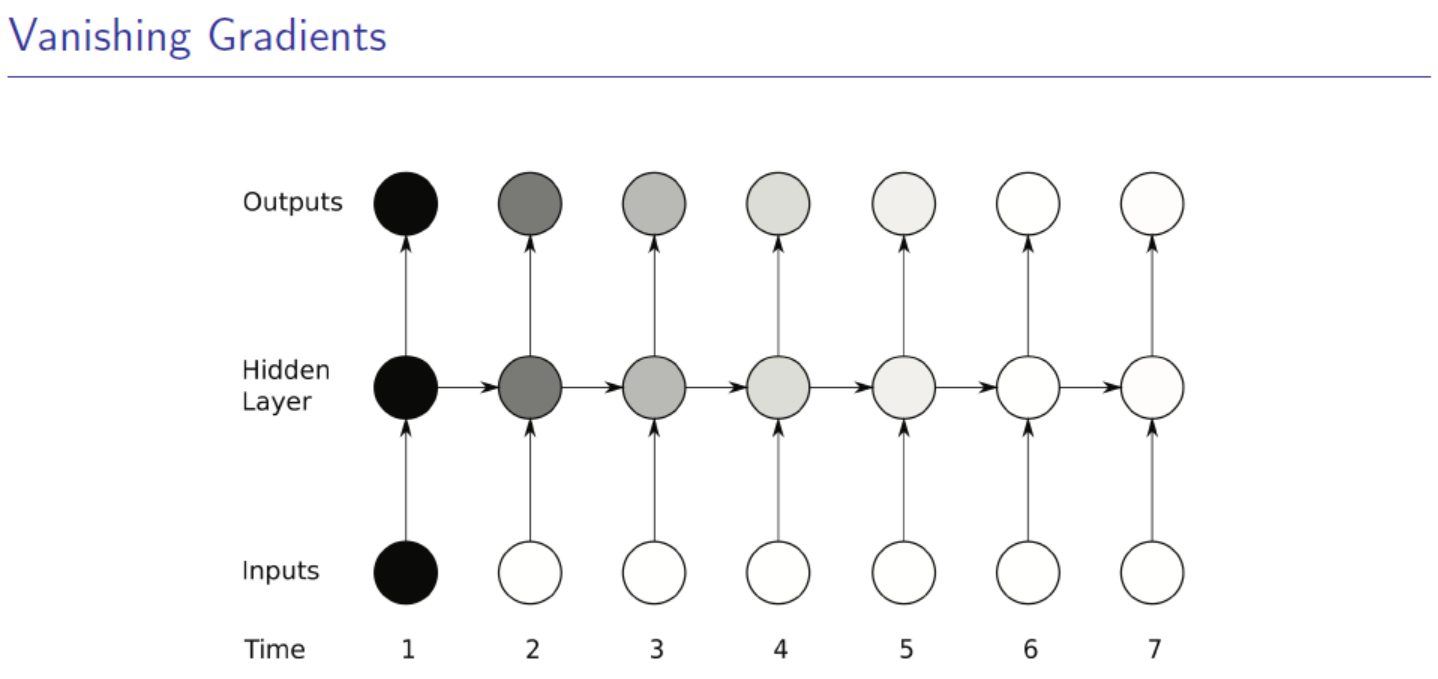 Vanishing Gradients
Outputs
Hidden
Layer
Inputs
Time 1 2 3 4 5 6 7